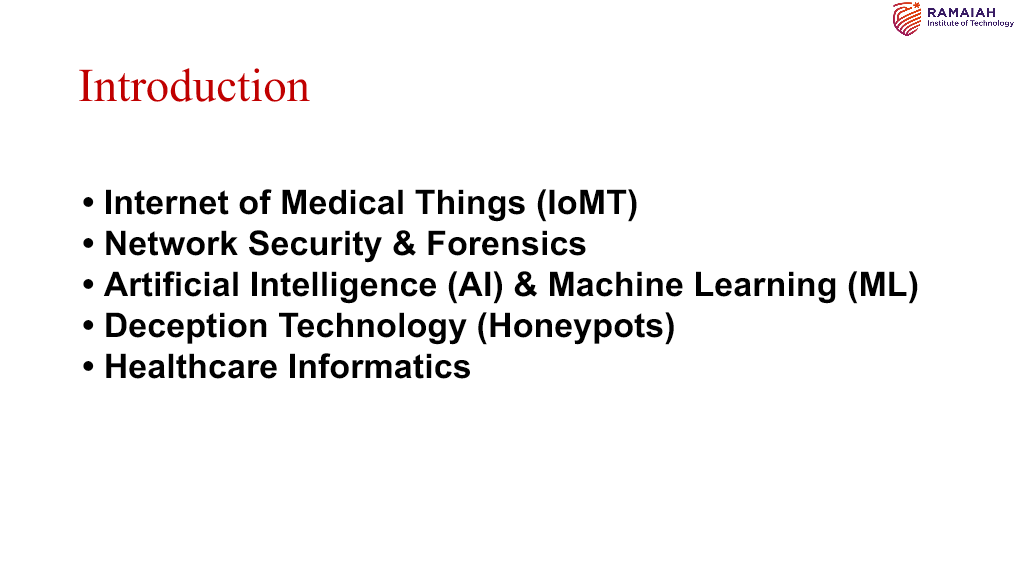 RAMAIAH
Institute of Technology
Introduction
• Internet of Medical Things (IoMT)
• Network Security & Forensics
• Artificial Intelligence (AI) & Machine Learning (ML)
• Deception Technology (Honeypots)
• Healthcare Informatics